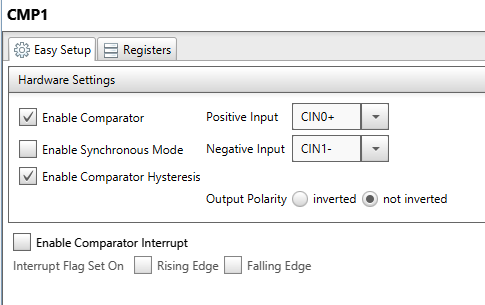 CMP1
Easy Setup Registers
Hardware Settings
Enable Comparator Positive Input CIN0+
Enable Synchronous Mode Negative Input CIN1-
Enable Comparator Hysteresis
Output Polarity inverted not inverted
Enable Comparator Interrupt
Interrupt Flag Set On Rising Edge Falling Edge